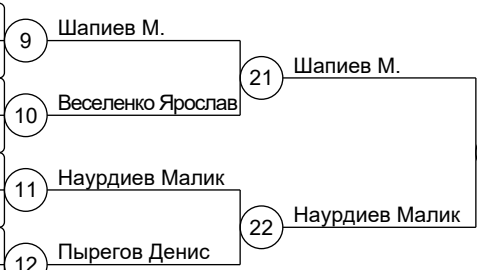 9 Шапиев М.
21 Шапиев М.
10 Веселенко Ярослав
11 Наурдиев Малик
22 Наурдиев Малик
12 Пырегов Денис